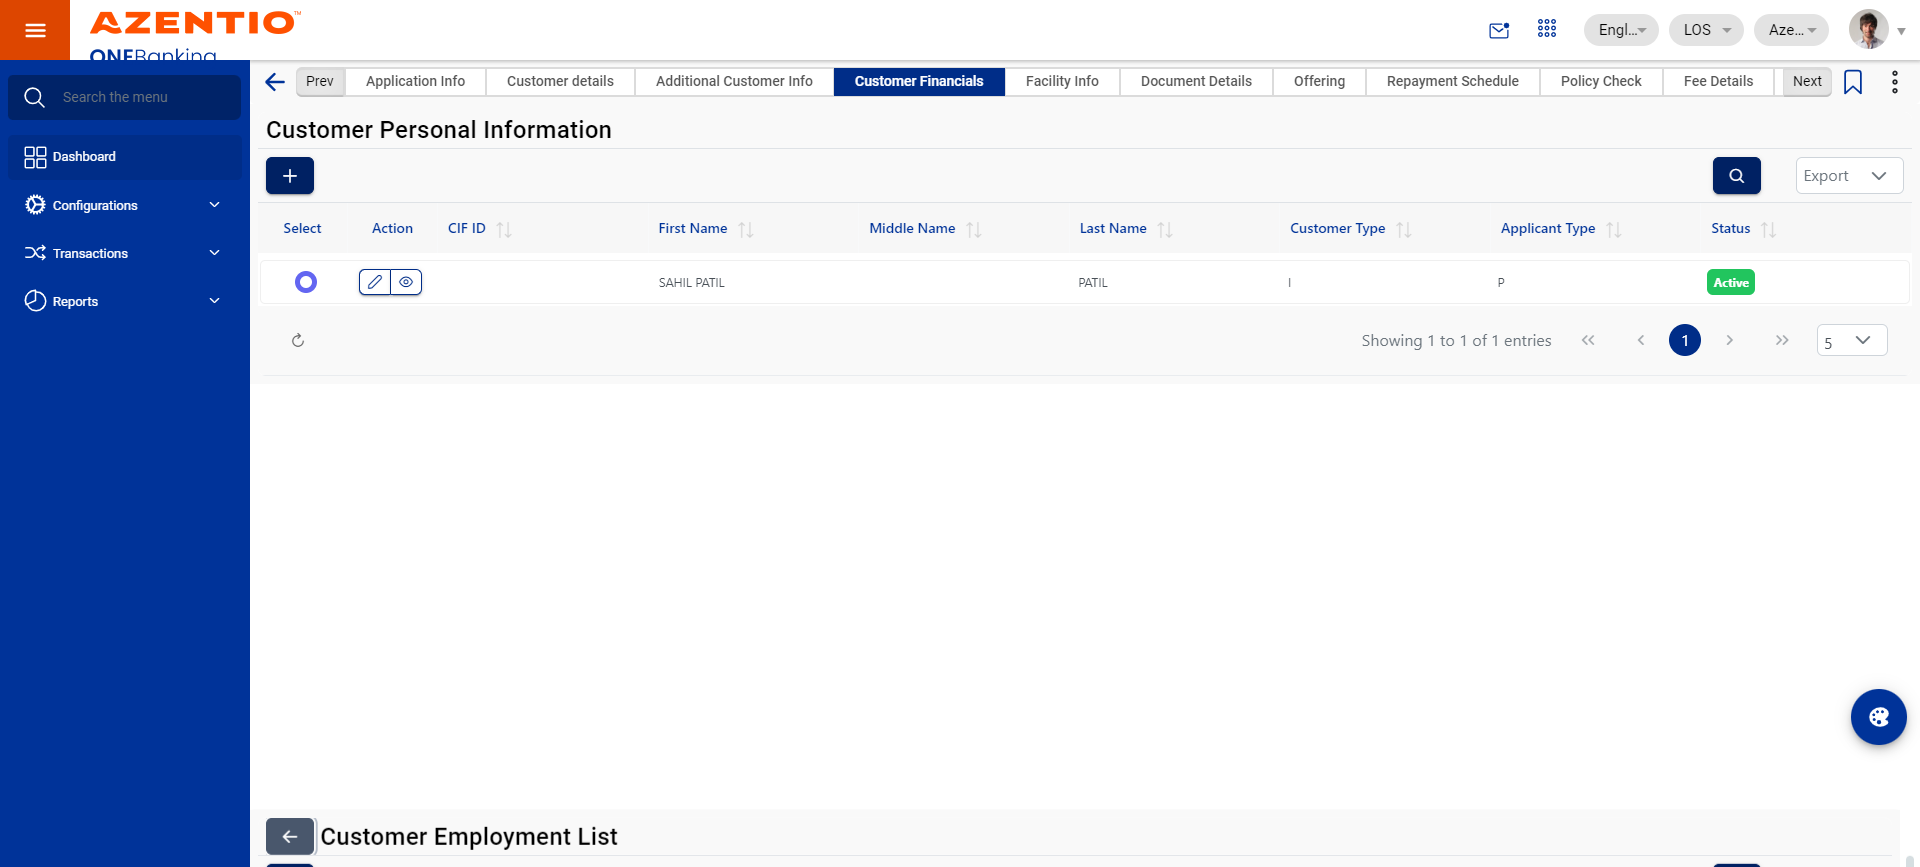 AZENTIO™
ONEBanking
Engl...
LOS
Aze...
Search the menu
Dashboard
Configurations
Transactions
Reports
Prev
Application Info
Customer details
Additional Customer Info
Customer Financials
Facility Info
Document Details
Offering
Repayment Schedule
Policy Check
Fee Details
Next
Customer Personal Information
Export
Select
Action
CIF ID
First Name
Middle Name
Last Name
Customer Type
Applicant Type
Status
SAHIL PATIL
PATIL
I
P
Active
Showing 1 to 1 of 1 entries
1
5
Customer Employment List